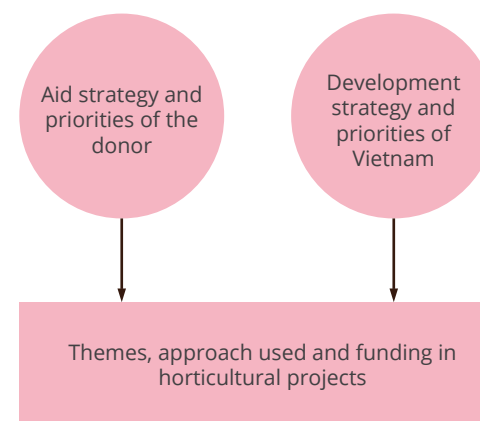 Aid strategy and
priorities of the
donor
Development
strategy and
priorities of
Vietnam
Themes, approach used and funding in
horticultural projects